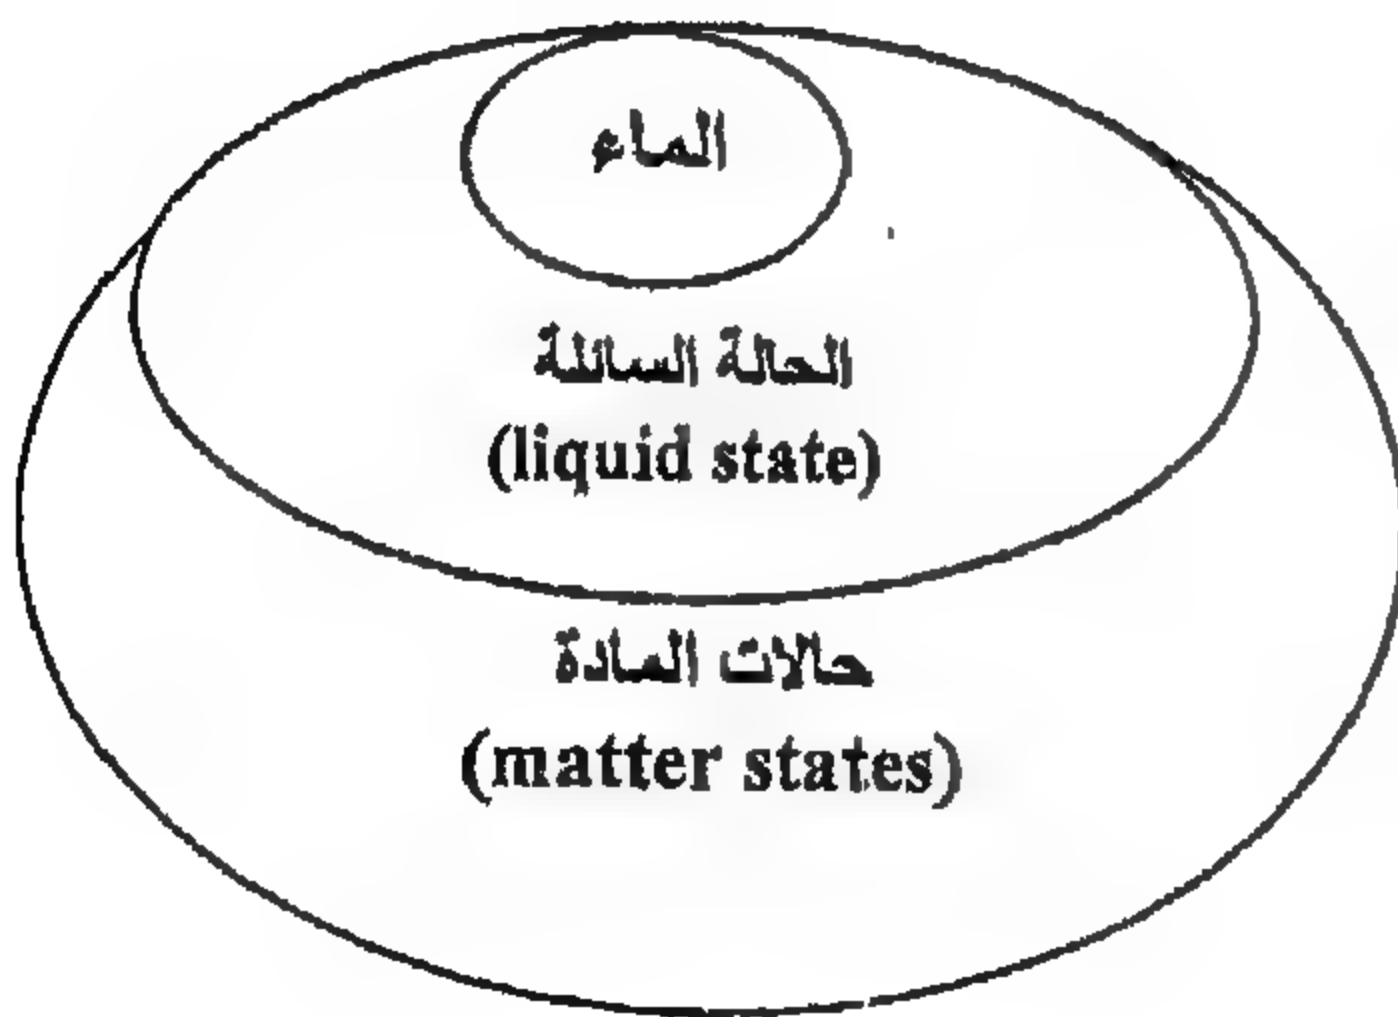 الماء
الحالة السائلة
(liquid state)
حالات المادة
(matter states)